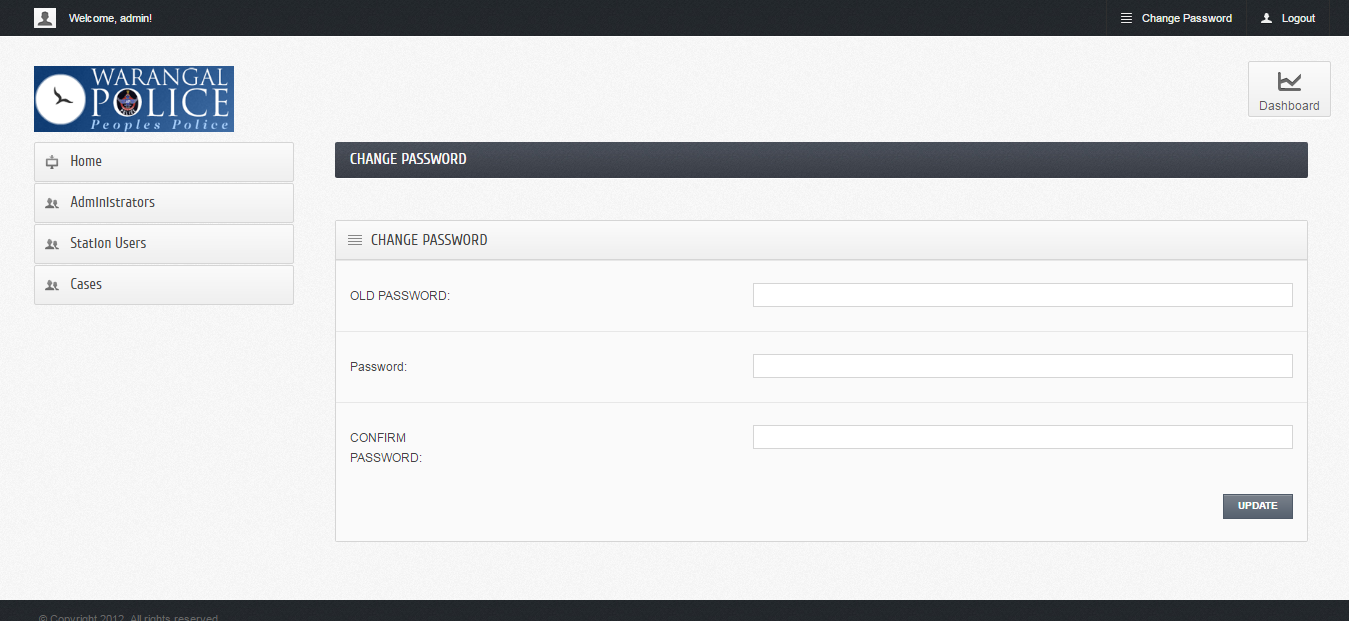 Welcome, admin!
Change Password
Logout
WARANGAL
POLICE
Peoples Police
Dashboard
Home
Administrators
Station Users
Cases
CHANGE PASSWORD
CHANGE PASSWORD
OLD PASSWORD:
Password:
CONFIRM
PASSWORD:
UPDATE
© Copyright 2012. All rights reserved.